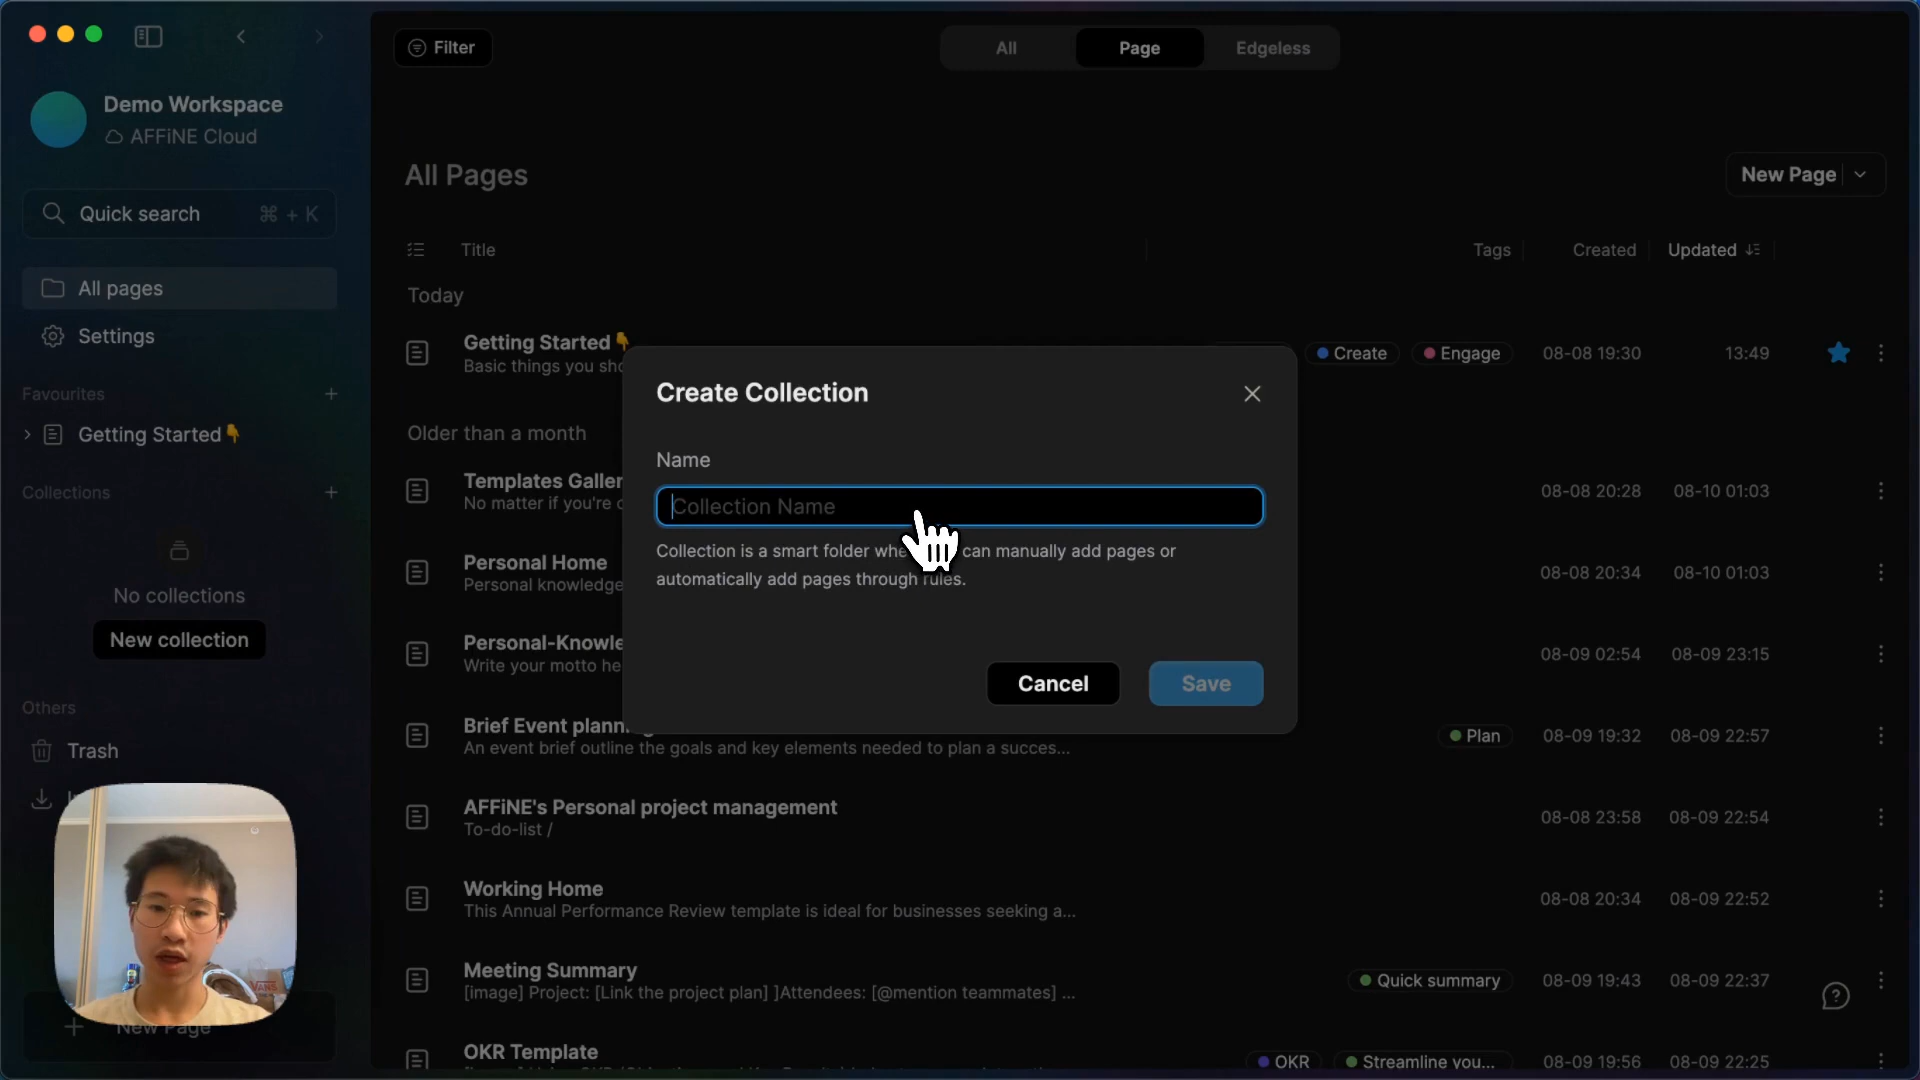 Filter
All
Page
Edgeless
Demo Workspace
AFFiNE Cloud
Quick search
⌘ + K
All pages
Settings
Favourites
Getting Started👇
Collections
No collections
New collection
Others
Trash
New Page
All Pages
New Page
Title
Tags
Created
Updated
Today
Getting Started👇
Basic things you
Create
Engage
08-08 19:30
13:49
Older than a month
Templates
No matter if you're
08-08 20:28
08-10 01:03
Personal Home
Personal knowledge
08-08 20:34
08-10 01:03
Write your motto
08-09 02:54
08-09 23:15
Brief Event
An event brief outline the goals and key elements needed to plan a succes...
Plan
08-09 19:32
08-09 22:57
AFFiNE's Personal project management
To-do-list /
08-08 23:58
08-09 22:54
Working Home
This Annual Performance Review template is ideal for businesses seeking a...
08-08 20:34
08-09 22:52
Meeting Summary
[image] Project: [Link the project plan] ]Attendees: [@mention teammates] ...
Quick summary
08-09 19:43
08-09 22:37
OKR Template
OKR
Streamline you...
08-09 19:56
08-09 22:25
Create Collection
Name
Collection Name
Collection is a smart folder can manually add pages or
automatically add pages through rules.
Cancel
Save
VANS